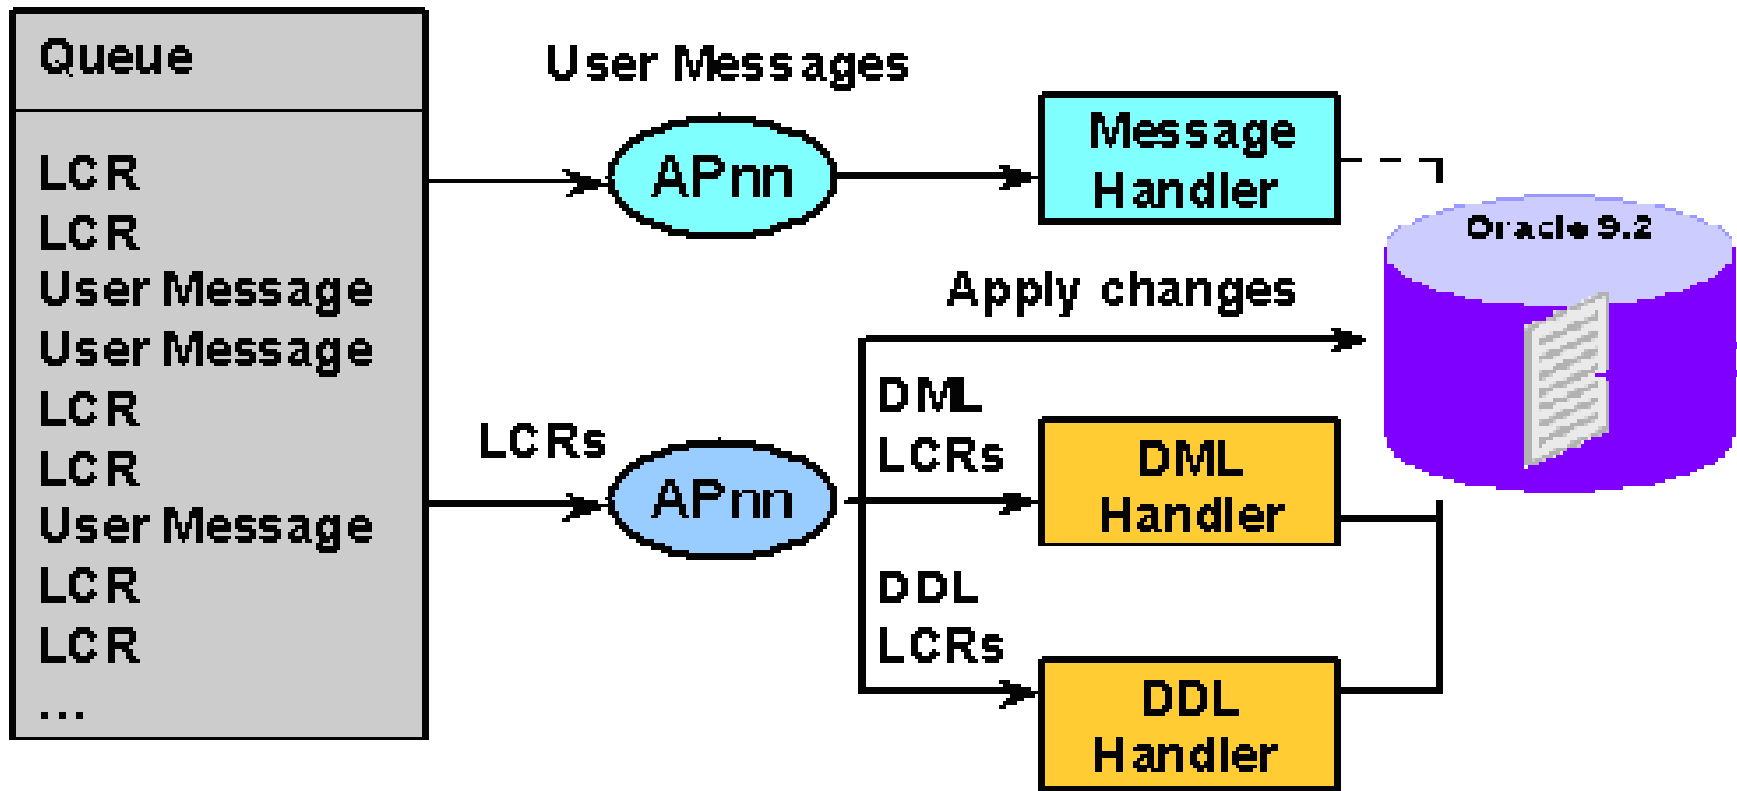 Queue
LCR
LCR
User Message
User Message
LCR
LCR
User Message
LCR
LCR
...
User Messages
APnn
Message
Handler
Oracle 9.2
Apply changes
LCRs
APnn
DML
LCRs
DML
Handler
DDL
LCRs
DDL
Handler